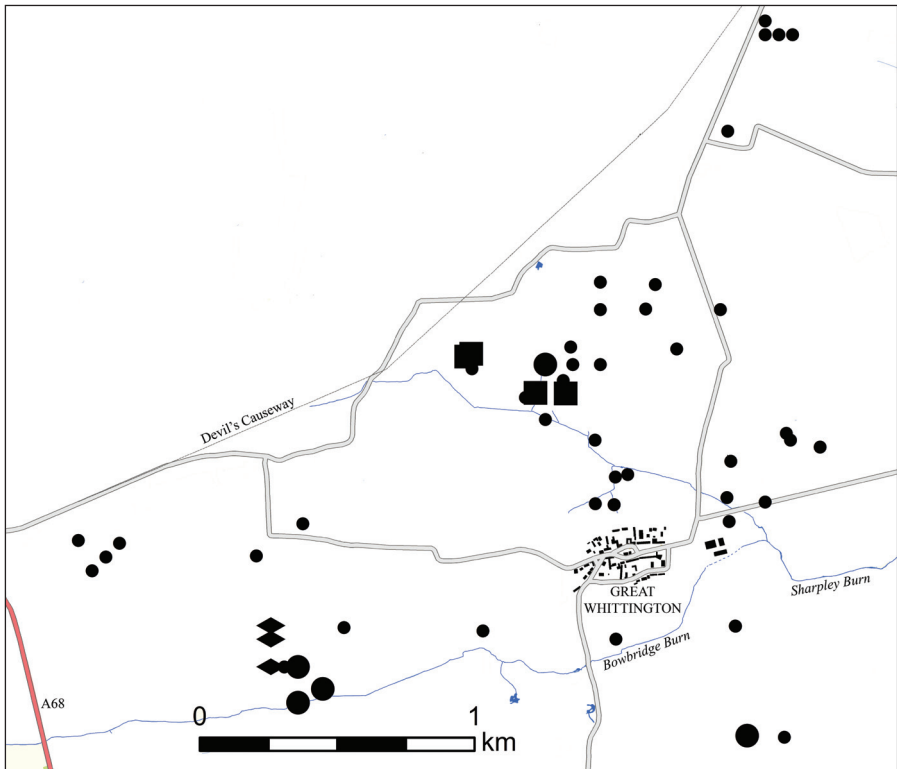 Devil's Causeway
GREAT
WHITTINGTON
Sharpley Burn
Bowbridge Burn
A68
0 1
km